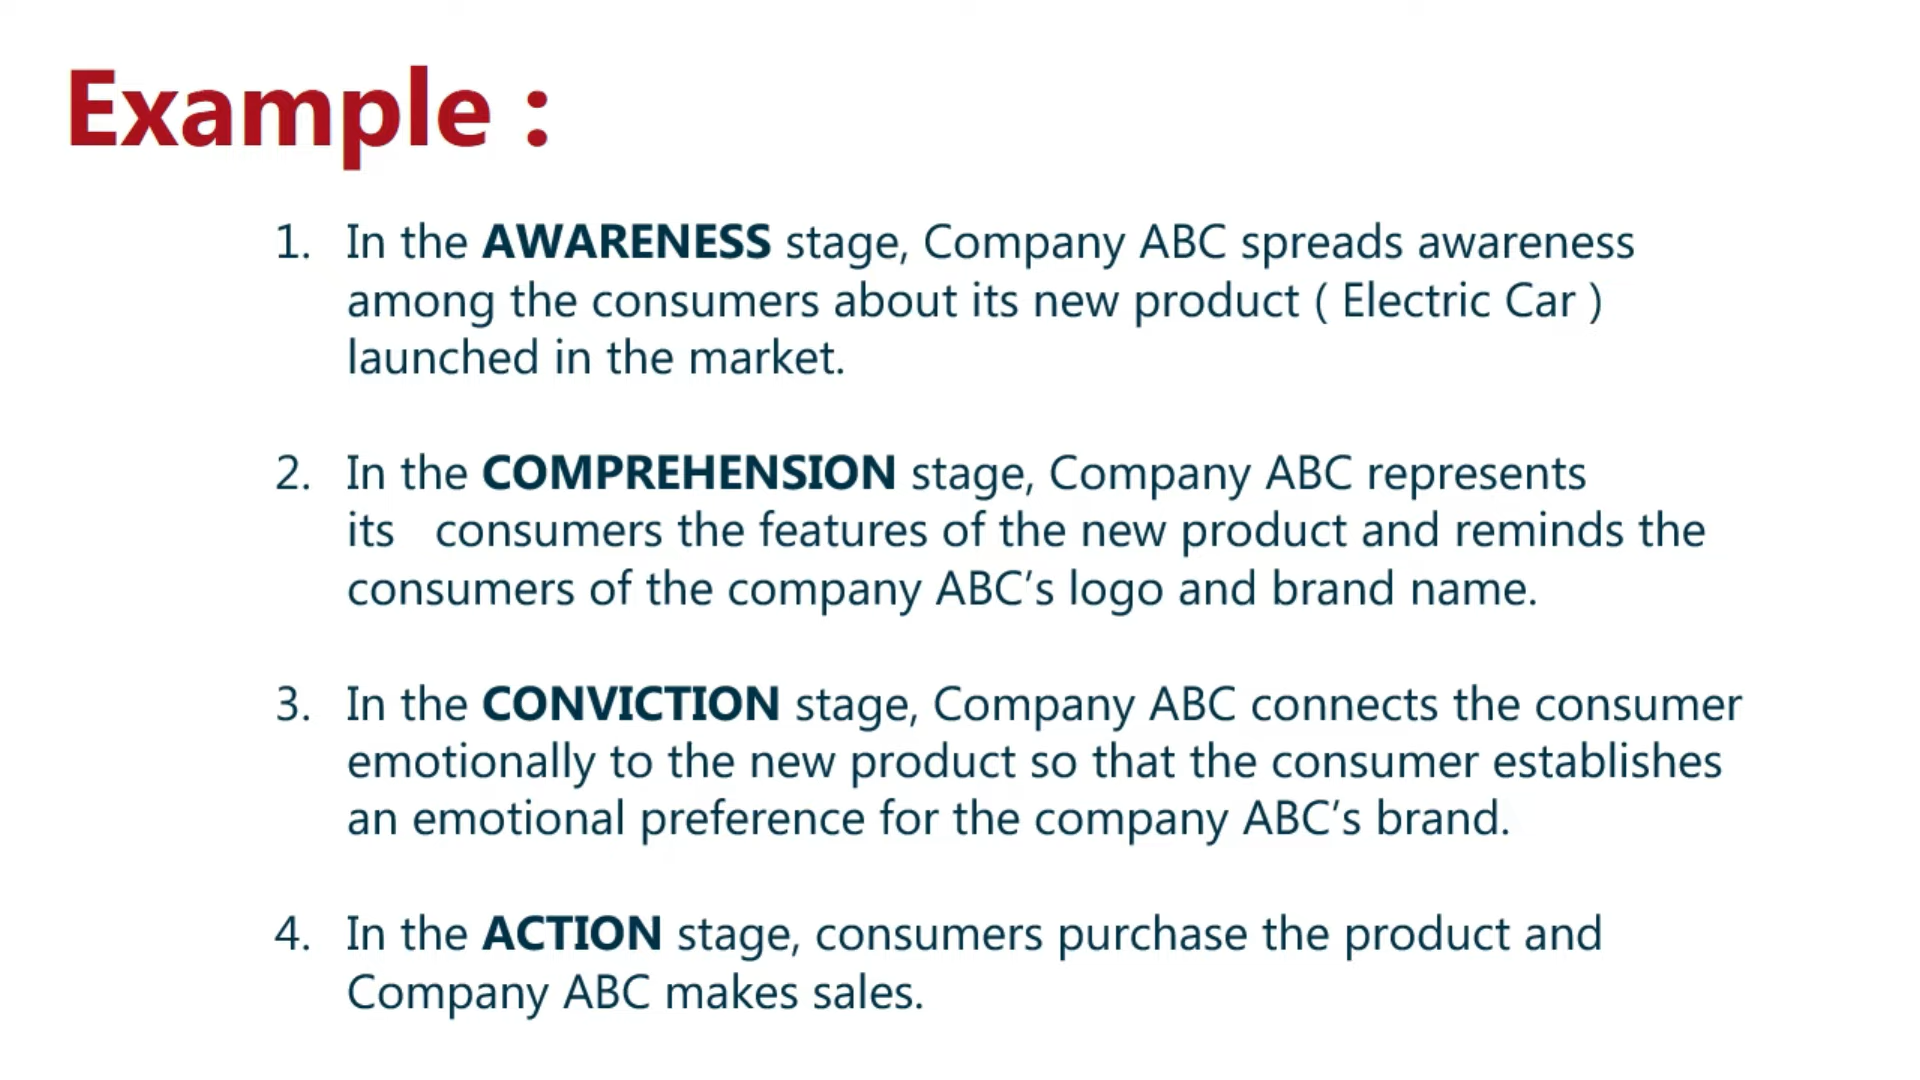 Example :
1. In the AWARENESS stage, Company ABC spreads awareness
among the consumers about its new product ( Electric Car )
launched in the market.
2. In the COMPREHENSION stage, Company ABC represents
its   consumers the features of the new product and reminds the
consumers of the company ABC’s logo and brand name.
3. In the CONVICTION stage, Company ABC connects the consumer
emotionally to the new product so that the consumer establishes
an emotional preference for the company ABC’s brand.
4. In the ACTION stage, consumers purchase the product and
Company ABC makes sales.